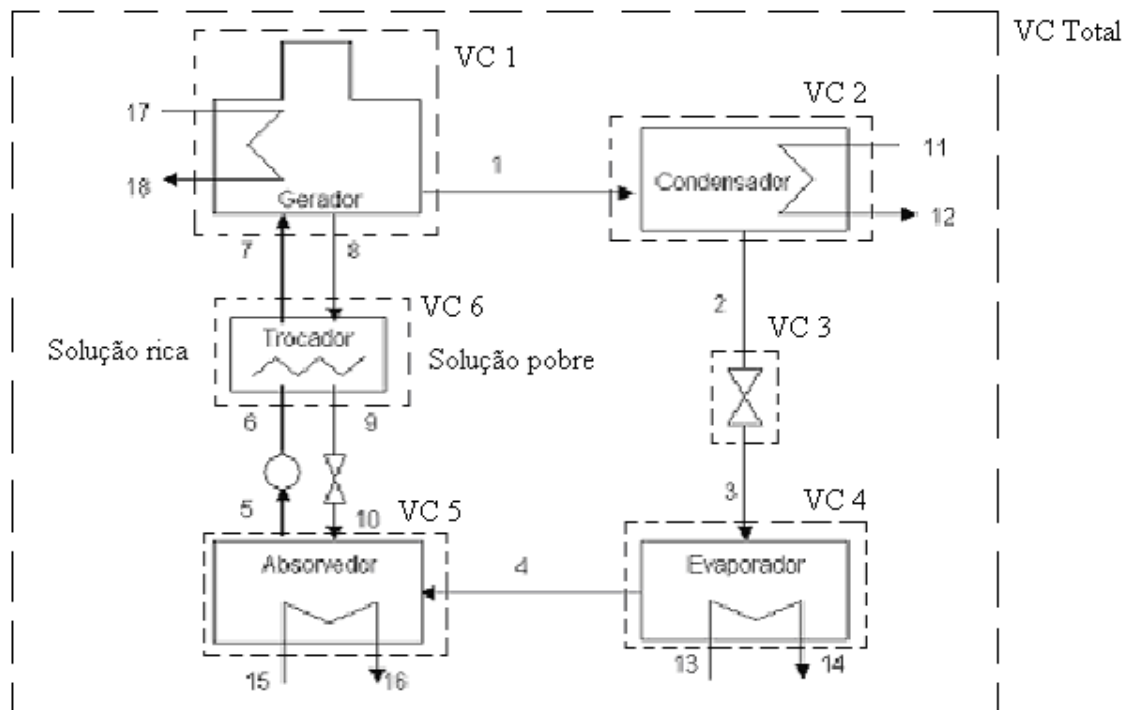 VC Total
VC 1
VC 2
17
18
Gerador
1
11
Condensador
12
7
8
2
VC 6
VC 3
Trocador
Solução rica
Solução pobre
6
9
3
VC 4
5
10
VC 5
Absorvedor
4
Evaporador
15
16
13
14